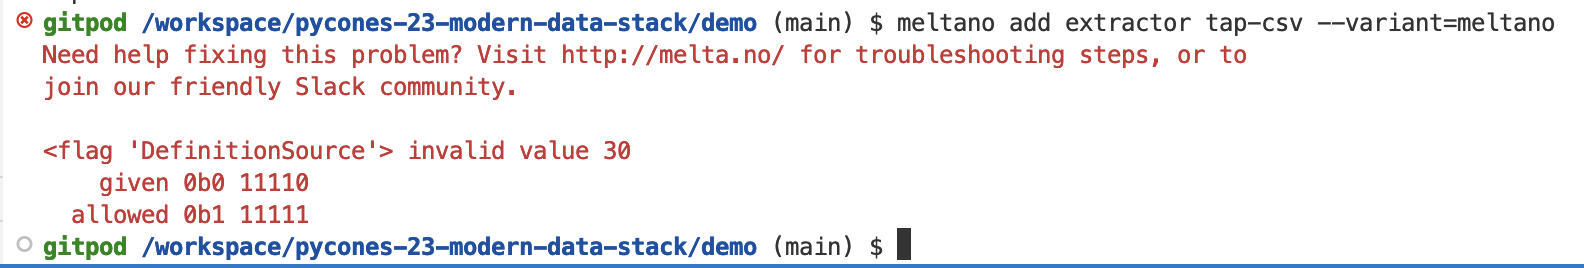 gitpod /workspace/pycones-23-modern-data-stack/demo (main) $ meltano add extractor tap-csv --variant=meltano
Need help fixing this problem? Visit http://melta.no/ for troubleshooting steps, or to
join our friendly Slack community.
<flag 'DefinitionSource'> invalid value 30
given 0b0 11110
allowed 0b1 11111
gitpod /workspace/pycones-23-modern-data-stack/demo (main) $